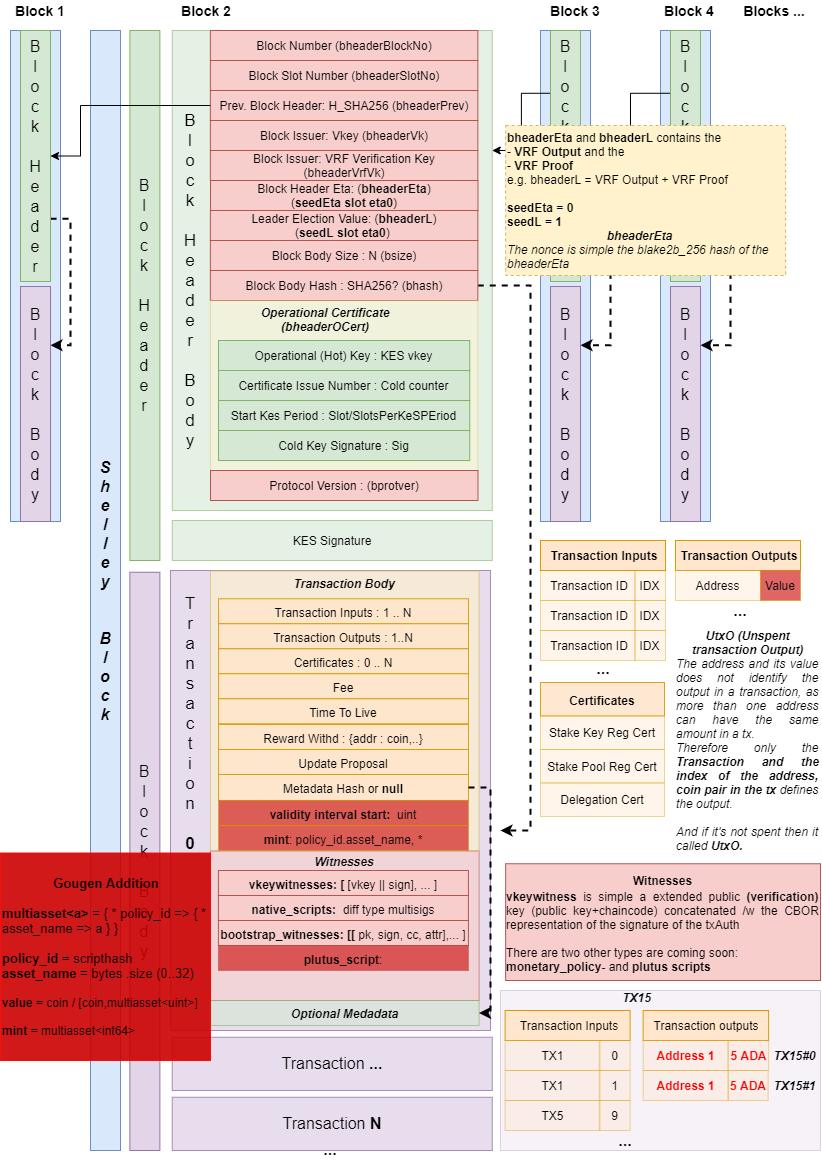 Block 1
Block 2
Block 3
Block 4
Blocks ...
Block Header
Block Body
Shelley Block
Block Header
Block Body
Block Header Body
Block Number (bheaderBlockNo)
Block Slot Number (bheaderSlotNo)
Prev. Block Header: H_SHA256 (bheaderPrev)
Block Issuer: Vkey (bheaderVk)
Block Issuer: VRF Verification Key
(bheaderVrfVk)
Block Header Eta: (bheaderEta)
(seedEta slot eta0)
Leader Election Value: (bheaderL)
(seedL slot eta0)
Block Body Size : N (bsize)
Block Body Hash : SHA256? (bhash)
Operational Certificate
(bheaderOCert)
Operational (Hot) Key : KES vkey
Certificate Issue Number : Cold counter
Start Kes Period : Slot/SlotsPerKeSPEriod
Cold Key Signature : Sig
Protocol Version : (bprotver)
KES Signature
Block
Block Body
Block
Block Body
bheaderEta and bheaderL contains the
- VRF Output and the
- VRF Proof
e.g. bheaderL = VRF Output + VRF Proof
seedEta = 0
seedL = 1
bheaderEta
The nonce is simple the blake2b_256 hash of the
bheaderEta
Transaction 0
Transaction Body
Transaction Inputs : 1 .. N
Transaction Outputs : 1..N
Certificates : 0 .. N
Fee
Time To Live
Reward Withd : {addr : coin,..}
Update Proposal
Metadata Hash or null
validity interval start: uint
mint: policy_id.asset_name, *
Witnesses
vkeywitnesses: [ [vkey || sign], ... ]
native_scripts: diff type multisigs
bootstrap_witnesses: [[ pk, sign, cc, attr],... ]
plutus_script:
Optional Medadata
Transaction ...
Transaction N
...
Gougen Addition
multiasset<a> = { * policy_id => { *
asset_name => a } }
policy_id = scripthash
asset_name = bytes .size (0..32)
value = coin / [coin,multiasset<uint>]
mint = multiasset<int64>
Transaction Inputs
Transaction ID IDX
Transaction ID IDX
Transaction ID IDX
...
Transaction Outputs
Address Value
...
Certificates
Stake Key Reg Cert
Stake Pool Reg Cert
Delegation Cert
UtxO (Unspent
transaction Output)
The address and its value
does not identify the
output in a transaction, as
more than one address
can have the same
amount in a tx.
Therefore only the
Transaction and the
index of the address,
coin pair in the tx defines
the output.
And if it's not spent then it
called UtxO.
Witnesses
vkeywitness is simple a extended public (verification)
key (public key+chaincode) concatenated /w the CBOR
representation of the signature of the txAuth
There are two other types are coming soon:
monetary_policy- and plutus scripts
TX15
Transaction Inputs
TX1 0
TX1 1
TX5 9
Transaction outputs
Address 1 5 ADA TX15#0
Address 1 5 ADA TX15#1
...